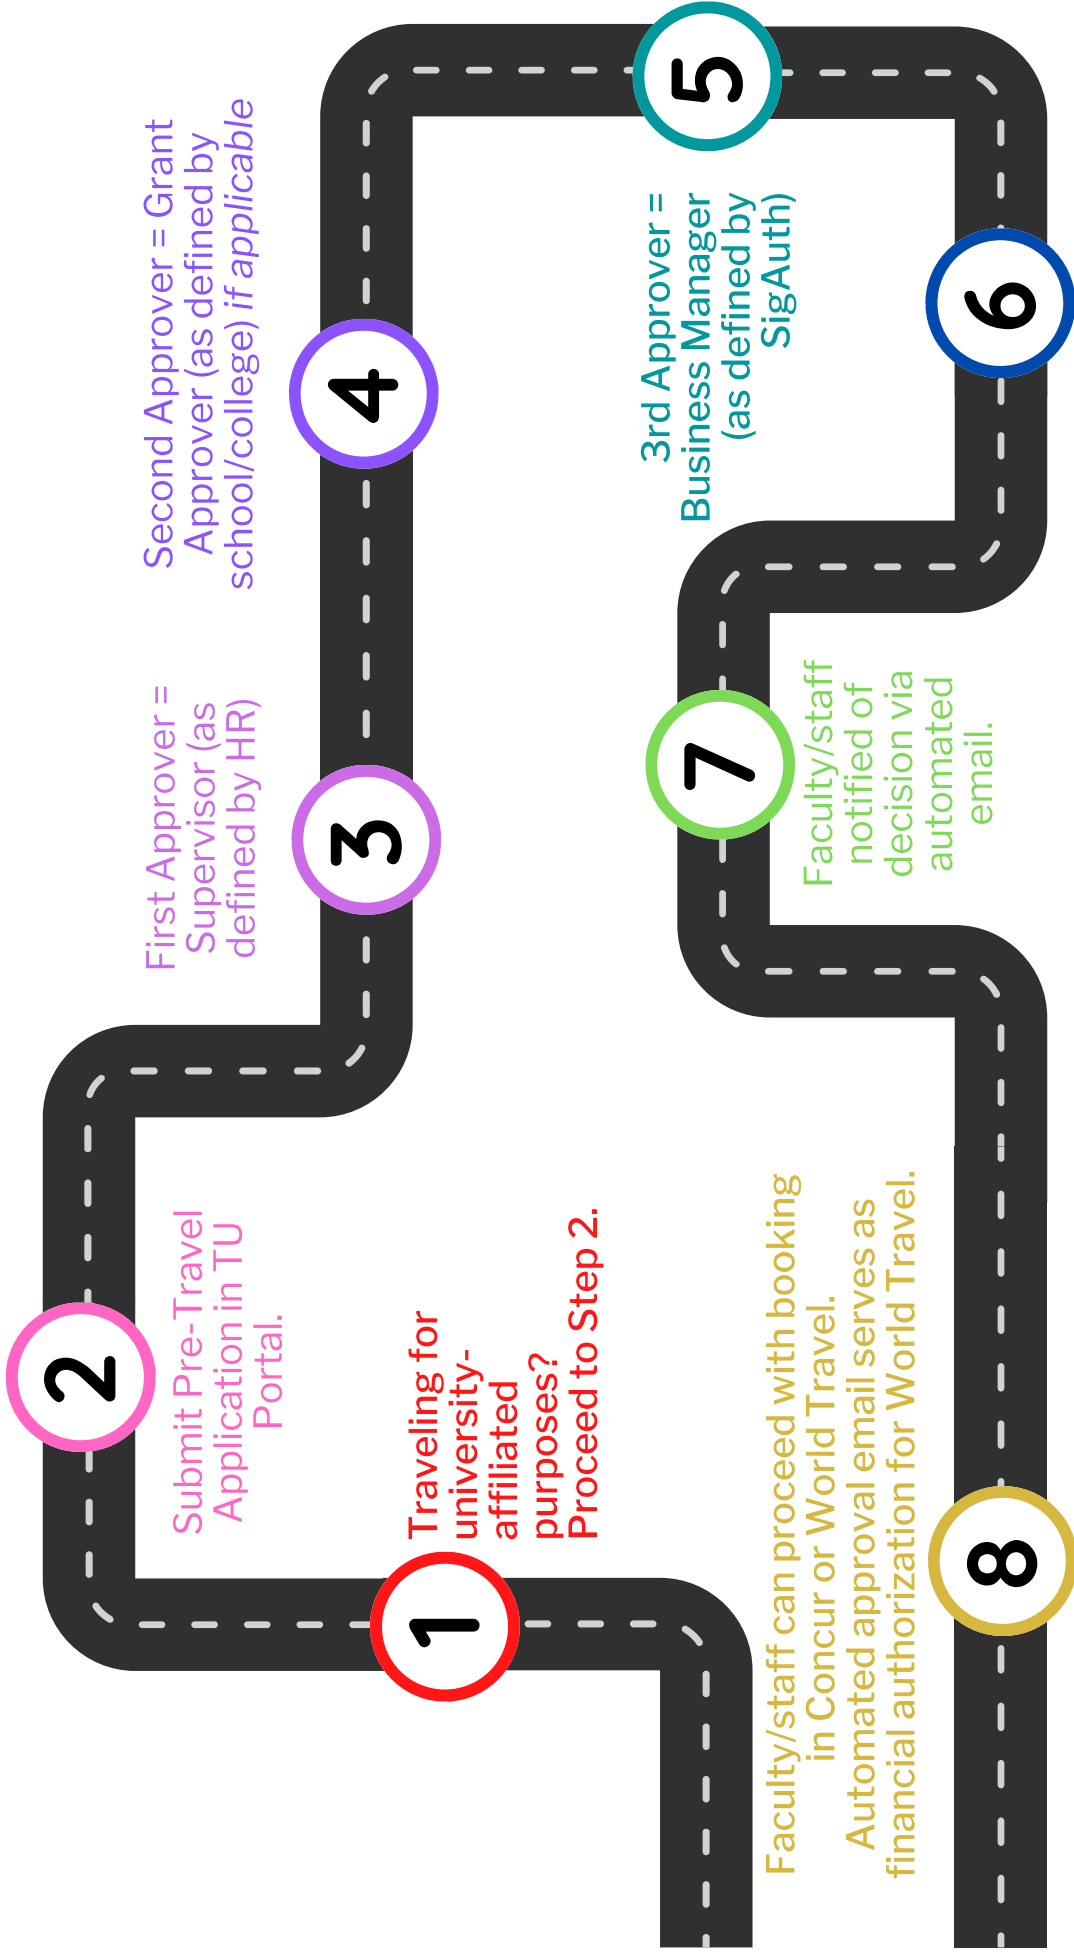 1
Traveling for
university-
affiliated
purposes?
Proceed to Step 2.
2
Submit Pre-Travel
Application in TU
Portal.
3
First Approver =
Supervisor (as
defined by HR)
4
Second Approver = Grant
Approver (as defined by
school/college) if applicable
5
3rd Approver =
Business Manager
(as defined by
SigAuth)
6
7
Faculty/staff
notified of
decision via
automated
email.
8
Faculty/staff can proceed with booking
in Concur or World Travel.
Automated approval email serves as
financial authorization for World Travel.